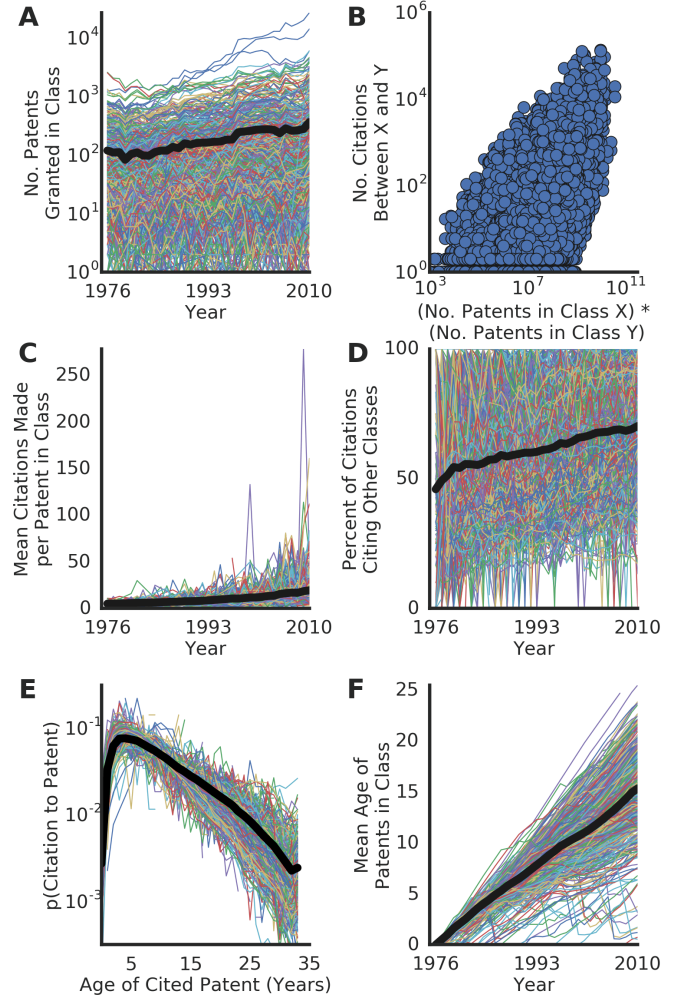 A
No. Patents
Granted in Class
10^4
10^3
10^2
10^1
10^0
1976 1993 2010
Year
B
No. Citations
Between X and Y
10^6
10^4
10^2
10^0
10^3 10^7 10^11
(No. Patents in Class X) *
(No. Patents in Class Y)
C
Mean Citations Made
per Patent in Class
250
200
150
100
50
0
1976 1993 2010
Year
D
Percent of Citations
Citing Other Classes
100
50
0
1976 1993 2010
Year
E
p(Citation to Patent)
10^-1
10^-2
10^-3
5 15 25 35
Age of Cited Patent (Years)
F
Mean Age of
Patents in Class
25
20
15
10
5
0
1976 1993 2010
Year